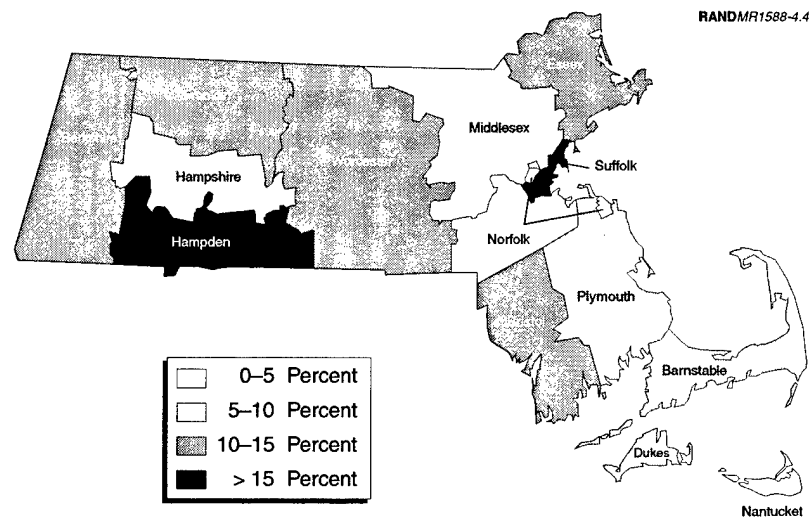 RANDMR1588-4.4
Essex
Middlesex
Worcester
Suffolk
Hampshire
Hampden
Norfolk
Plymouth
Barnstable
Dukes
Nantucket
0–5 Percent
5–10 Percent
10–15 Percent
> 15 Percent